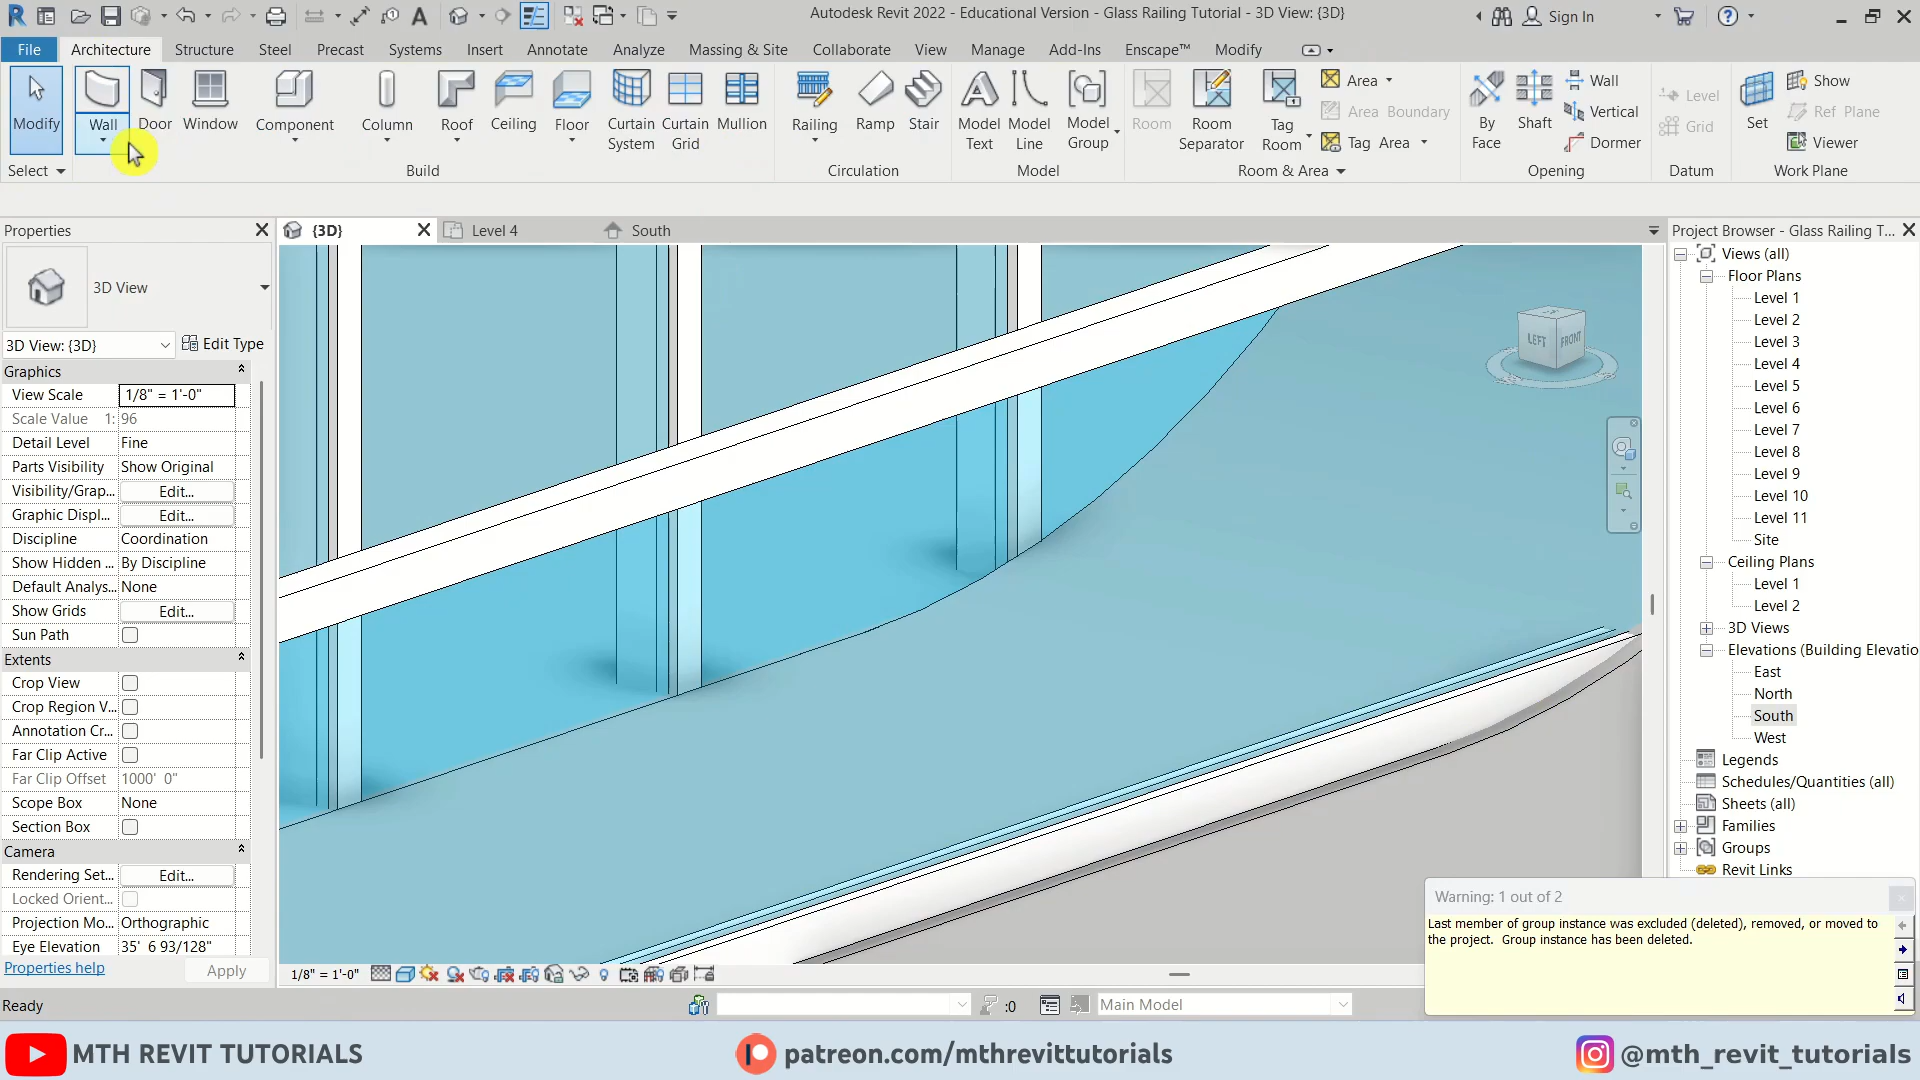 Autodesk Revit 2022 - Educational Version - Glass Railing Tutorial - 3D View: {3D}
Sign In
File
Architecture
Structure
Steel
Precast
Systems
Insert
Annotate
Analyze
Massing & Site
Collaborate
View
Manage
Add-Ins
Enscape™
Modify
Modify
Wall
Door
Window
Component
Column
Roof
Ceiling
Floor
Curtain System
Curtain Grid
Mullion
Railing
Ramp
Stair
Model Text
Model Line
Model Group
Room
Room Separator
Tag Room
Area
Area Boundary
Tag Area
By Face
Shaft
Wall
Vertical
Dormer
Level
Grid
Set
Show
Ref Plane
Viewer
Select
Build
Circulation
Model
Room & Area
Opening
Datum
Work Plane
Properties
3D View
3D View: {3D}
Edit Type
Graphics
View Scale 1/8" = 1'-0"
Scale Value 1: 96
Detail Level Fine
Parts Visibility Show Original
Visibility/Grap... Edit...
Graphic Displ... Edit...
Discipline Coordination
Show Hidden ... By Discipline
Default Analys... None
Show Grids Edit...
Sun Path
Extents
Crop View
Crop Region V...
Annotation Cr...
Far Clip Active
Far Clip Offset 1000' 0"
Scope Box None
Section Box
Camera
Rendering Set... Edit...
Locked Orient...
Projection Mo... Orthographic
Eye Elevation 35' 6 93/128"
Properties help
Apply
{3D}
Level 4
South
LEFT
FRONT
Project Browser - Glass Railing T...
Views (all)
Floor Plans
Level 1
Level 2
Level 3
Level 4
Level 5
Level 6
Level 7
Level 8
Level 9
Level 10
Level 11
Site
Ceiling Plans
Level 1
Level 2
3D Views
Elevations (Building Elevatio
East
North
South
West
Legends
Schedules/Quantities (all)
Sheets (all)
Families
Groups
Revit Links
Warning: 1 out of 2
Last member of group instance was excluded (deleted), removed, or moved to
the project. Group instance has been deleted.
1/8" = 1'-0"
Ready
:0
Main Model
MTH REVIT TUTORIALS
patreon.com/mthrevittutorials
@mth_revit_tutorials